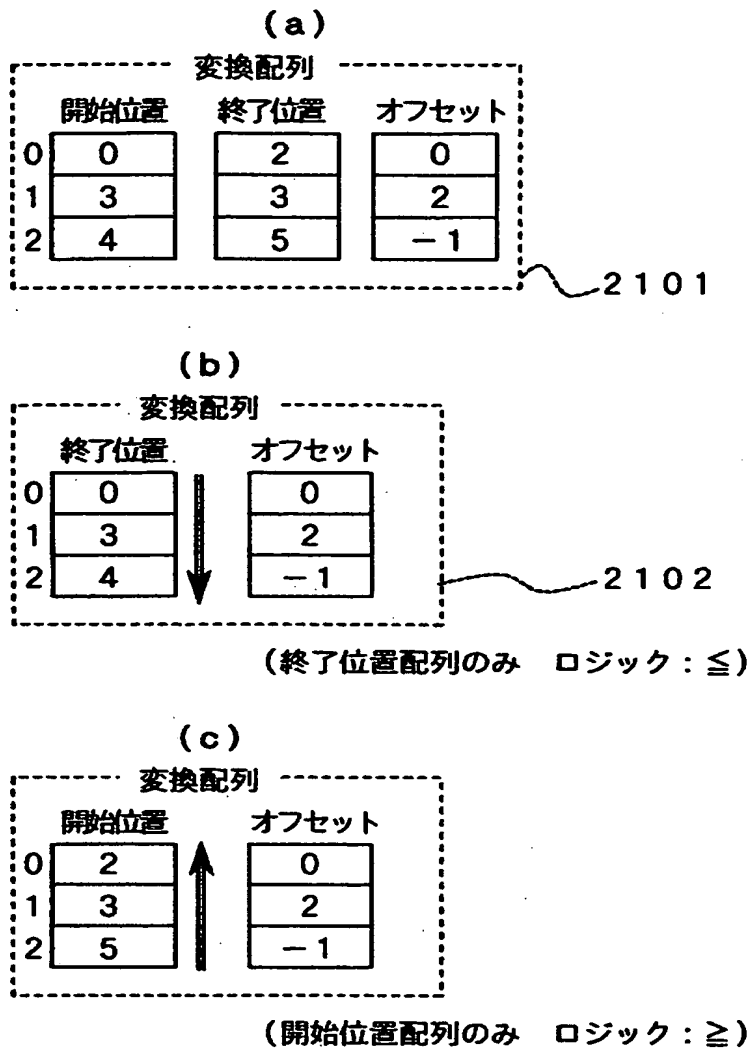 (a)
変換配列
開始位置 終了位置 オフセット
0 0 2 0
1 3 3 2
2 4 5 -1
2101
(b)
変換配列
終了位置 オフセット
0 0 0
1 3 2
2 4 -1
2102
(終了位置配列のみ ロジック:≦)
(c)
変換配列
開始位置 オフセット
0 2 0
1 3 2
2 5 -1
(開始位置配列のみ ロジック:≧)